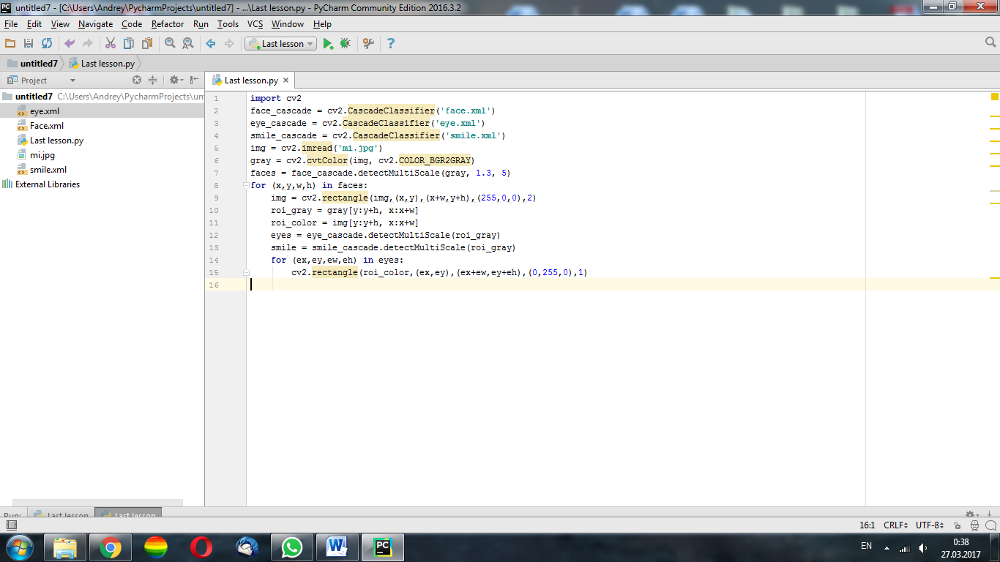 untitled7 - [C:\Users\Andrey\PycharmProjects\untitled7] - ...\Last lesson.py - PyCharm Community Edition 2016.3.2
File Edit View Navigate Code Refactor Run Tools VCS Window Help
Last lesson
untitled7 Last lesson.py
Project
Last lesson.py
untitled7 C:\Users\Andrey\PycharmProjects\un
eye.xml
Face.xml
Last lesson.py
mi.jpg
smile.xml
External Libraries
1 import cv2
2 face_cascade = cv2.CascadeClassifier('face.xml')
3 eye_cascade = cv2.CascadeClassifier('eye.xml')
4 smile_cascade = cv2.CascadeClassifier('smile.xml')
5 img = cv2.imread('mi.jpg')
6 gray = cv2.cvtColor(img, cv2.COLOR_BGR2GRAY)
7 faces = face_cascade.detectMultiScale(gray, 1.3, 5)
8 for (x,y,w,h) in faces:
9     img = cv2.rectangle(img,(x,y),(x+w,y+h),(255,0,0),2)
10     roi_gray = gray[y:y+h, x:x+w]
11     roi_color = img[y:y+h, x:x+w]
12     eyes = eye_cascade.detectMultiScale(roi_gray)
13     smile = smile_cascade.detectMultiScale(roi_gray)
14     for (ex,ey,ew,eh) in eyes:
15         cv2.rectangle(roi_color,(ex,ey),(ex+ew,ey+eh),(0,255,0),1)
16
Run: Last lesson Last lesson
16:1 CRLF UTF-8
EN
0:38
27.03.2017